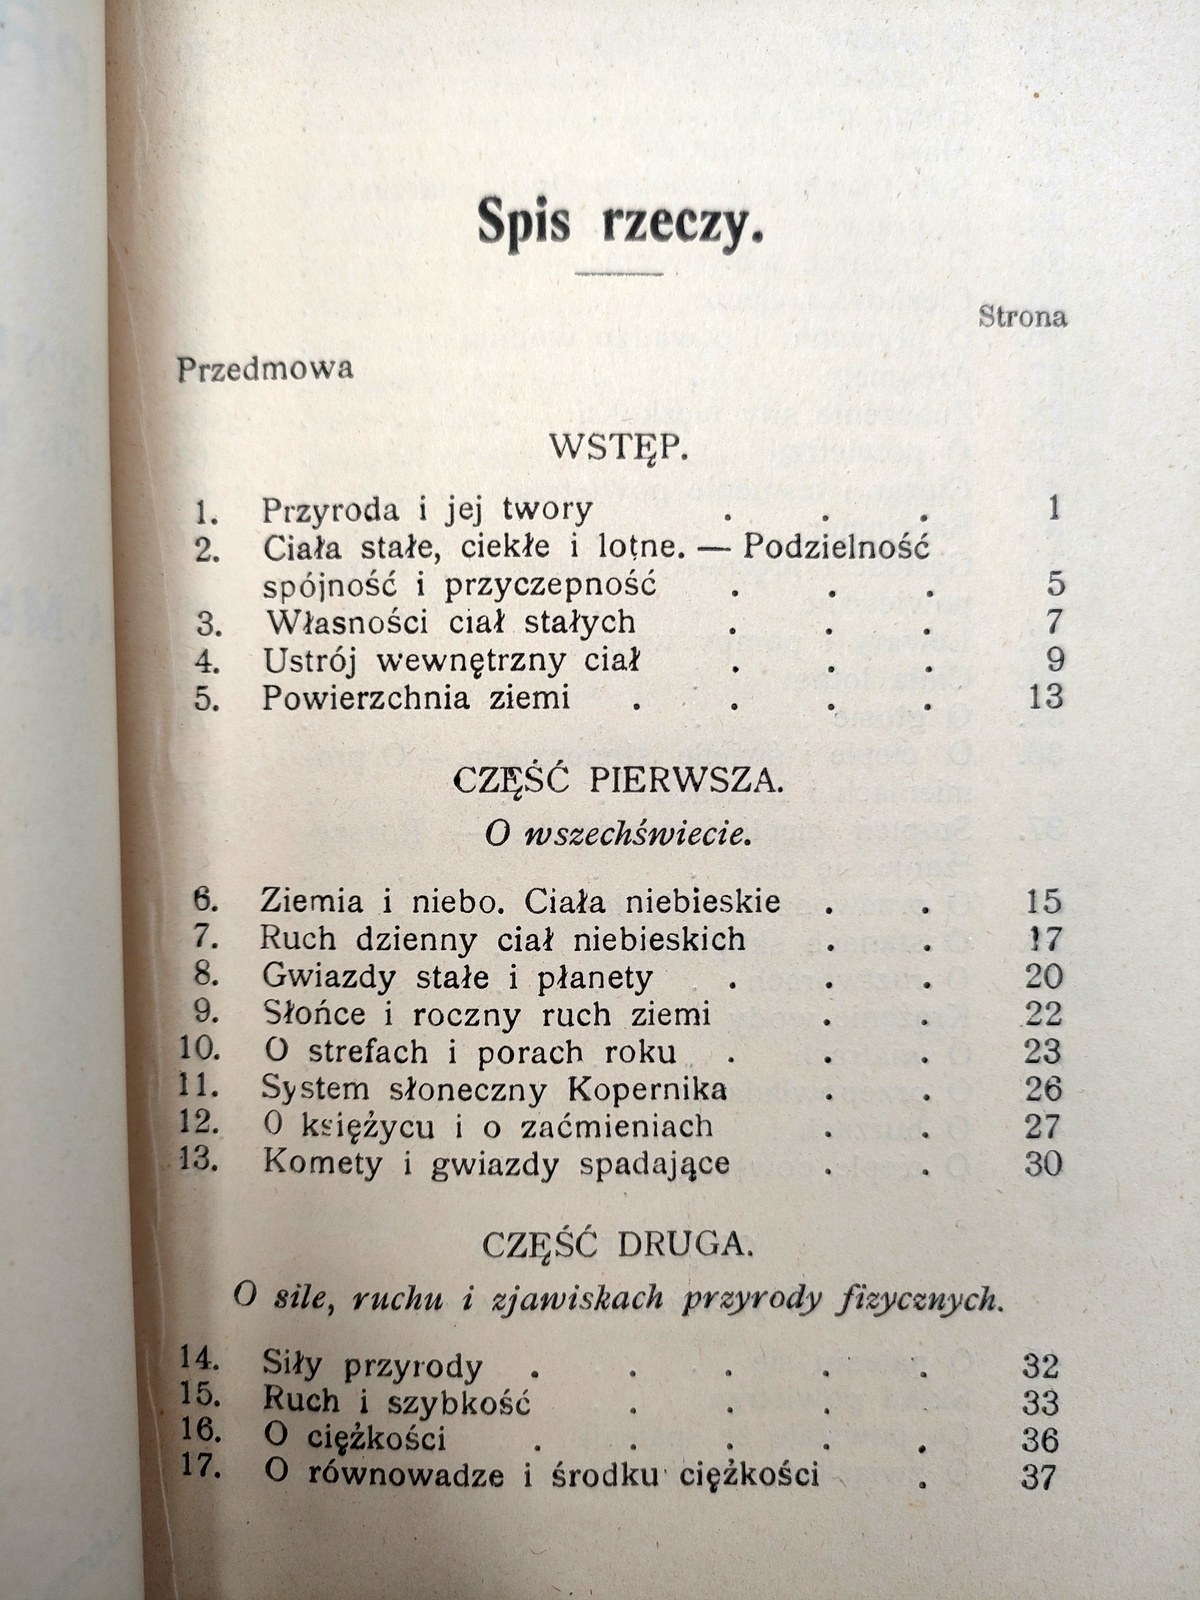 Spis rzeczy.
Strona
Przedmowa
WSTĘP.
1. Przyroda i jej twory . . . 1
2. Ciała stałe, ciekłe i lotne. — Podzielność
spójność i przyczepność . . . 5
3. Własności ciał stałych . . . 7
4. Ustrój wewnętrzny ciał . . . 9
5. Powierzchnia ziemi . . . . 13
CZĘŚĆ PIERWSZA.
O wszechświecie.
6. Ziemia i niebo. Ciała niebieskie . . 15
7. Ruch dzienny ciał niebieskich . . 17
8. Gwiazdy stałe i płanety . . . 20
9. Słońce i roczny ruch ziemi . . 22
10. O strefach i porach roku . . . 23
11. System słoneczny Kopernika . . 26
12. O księżycu i o zaćmieniach . . 27
13. Komety i gwiazdy spadające . . 30
CZĘŚĆ DRUGA.
O sile, ruchu i zjawiskach przyrody fizycznych.
14. Siły przyrody . . . . . 32
15. Ruch i szybkość . . . 33
16. O ciężkości . . . . . 36
17. O równowadze i środku ciężkości . 37